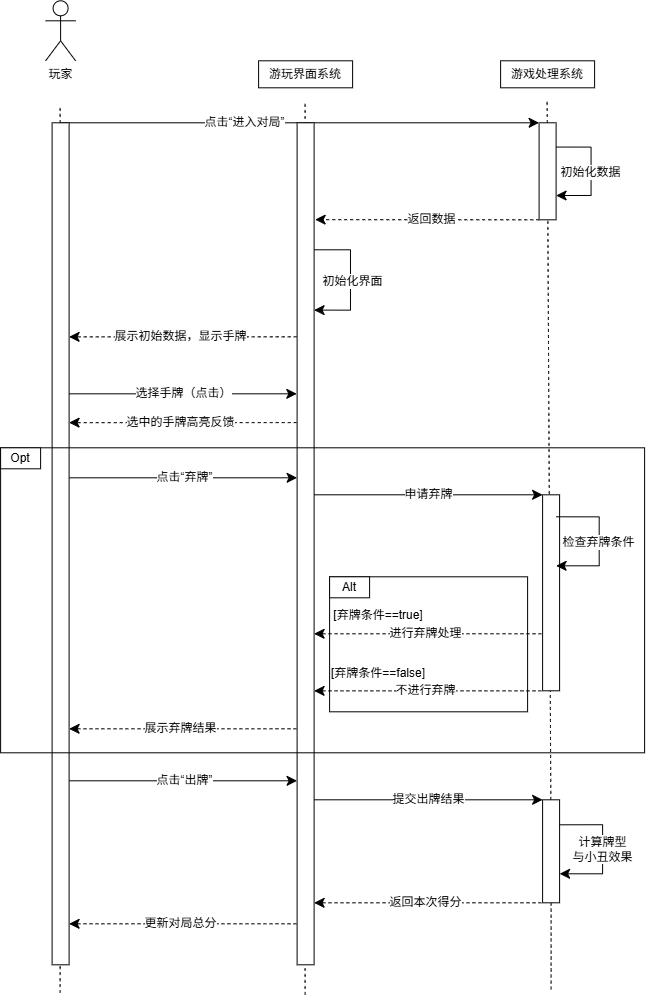 玩家
游玩界面系统
游戏处理系统
点击“进入对局”
初始化数据
返回数据
初始化界面
展示初始数据，显示手牌
选择手牌（点击）
选中的手牌高亮反馈
Opt
点击“弃牌”
申请弃牌
检查弃牌条件
Alt
[弃牌条件==true]
进行弃牌处理
[弃牌条件==false]
不进行弃牌
展示弃牌结果
点击“出牌”
提交出牌结果
计算牌型
与小丑效果
返回本次得分
更新对局总分